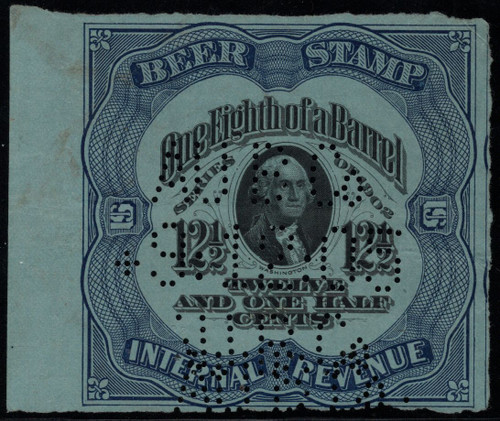 BEER STAMP
One Eighth of a Barrel
SERIES OF 1902
12½ 12½
WASHINGTON
TWELVE
AND ONE HALF
CENTS
INTERNAL REVENUE